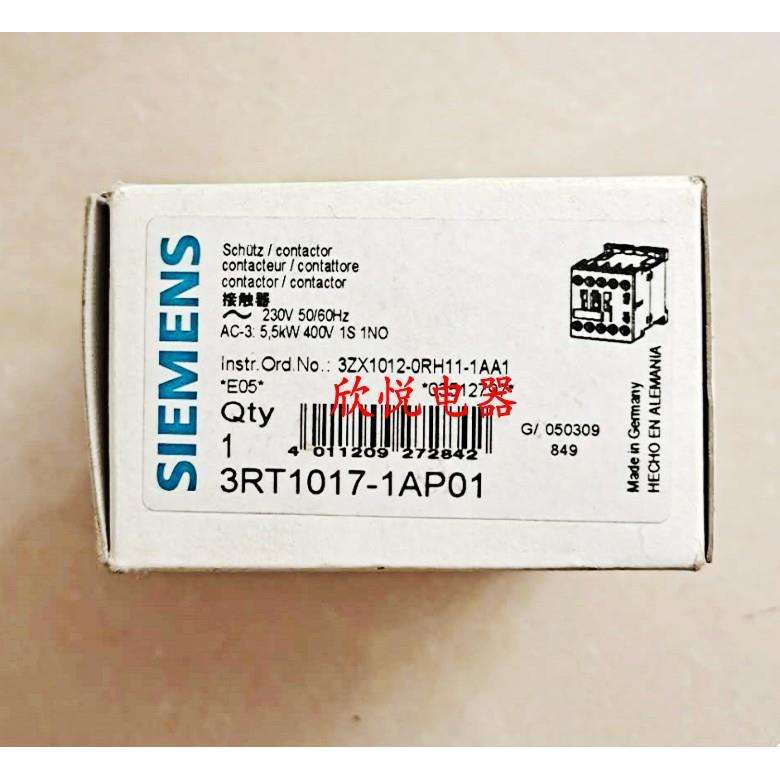 SIEMENS
Schütz / contactor
contacteur / contattore
contactor / contactor
接触器
~ 230V 50/60Hz
AC-3: 5,5kW 400V 1S 1NO
Instr.Ord.No.: 3ZX1012-0RH11-1AA1
*E05*
欣悦电器
Qty
1
4 011209 272842
3RT1017-1AP01
G/ 050309
849
Made in Germany
HECHO EN ALEMANIA